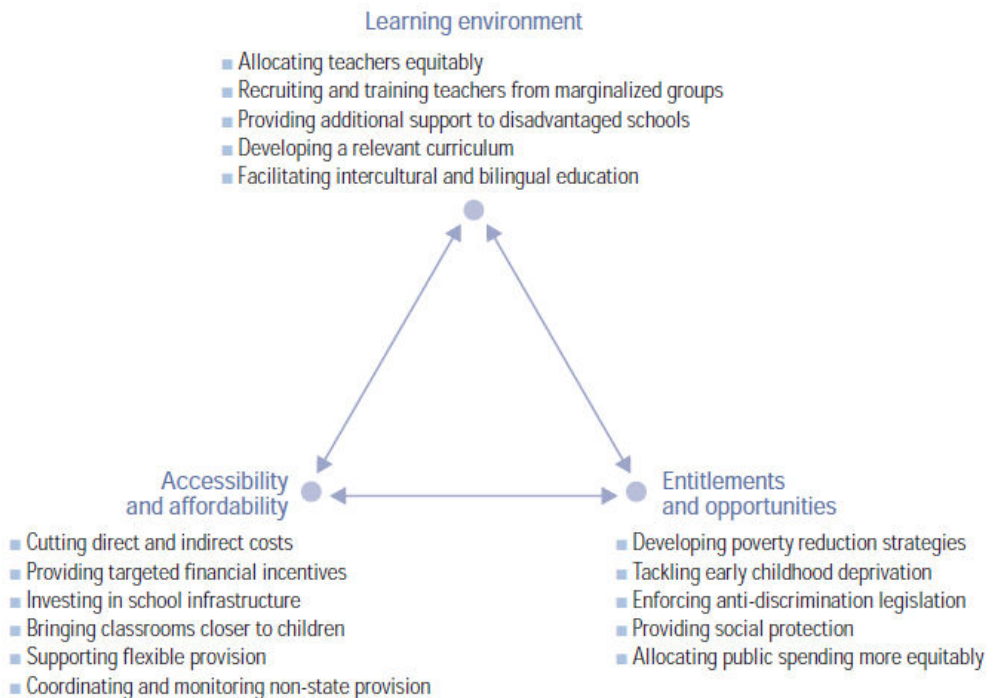 Learning environment
Allocating teachers equitably
Recruiting and training teachers from marginalized groups
Providing additional support to disadvantaged schools
Developing a relevant curriculum
Facilitating intercultural and bilingual education
Accessibility
and affordability
Cutting direct and indirect costs
Providing targeted financial incentives
Investing in school infrastructure
Bringing classrooms closer to children
Supporting flexible provision
Coordinating and monitoring non-state provision
Entitlements
and opportunities
Developing poverty reduction strategies
Tackling early childhood deprivation
Enforcing anti-discrimination legislation
Providing social protection
Allocating public spending more equitably